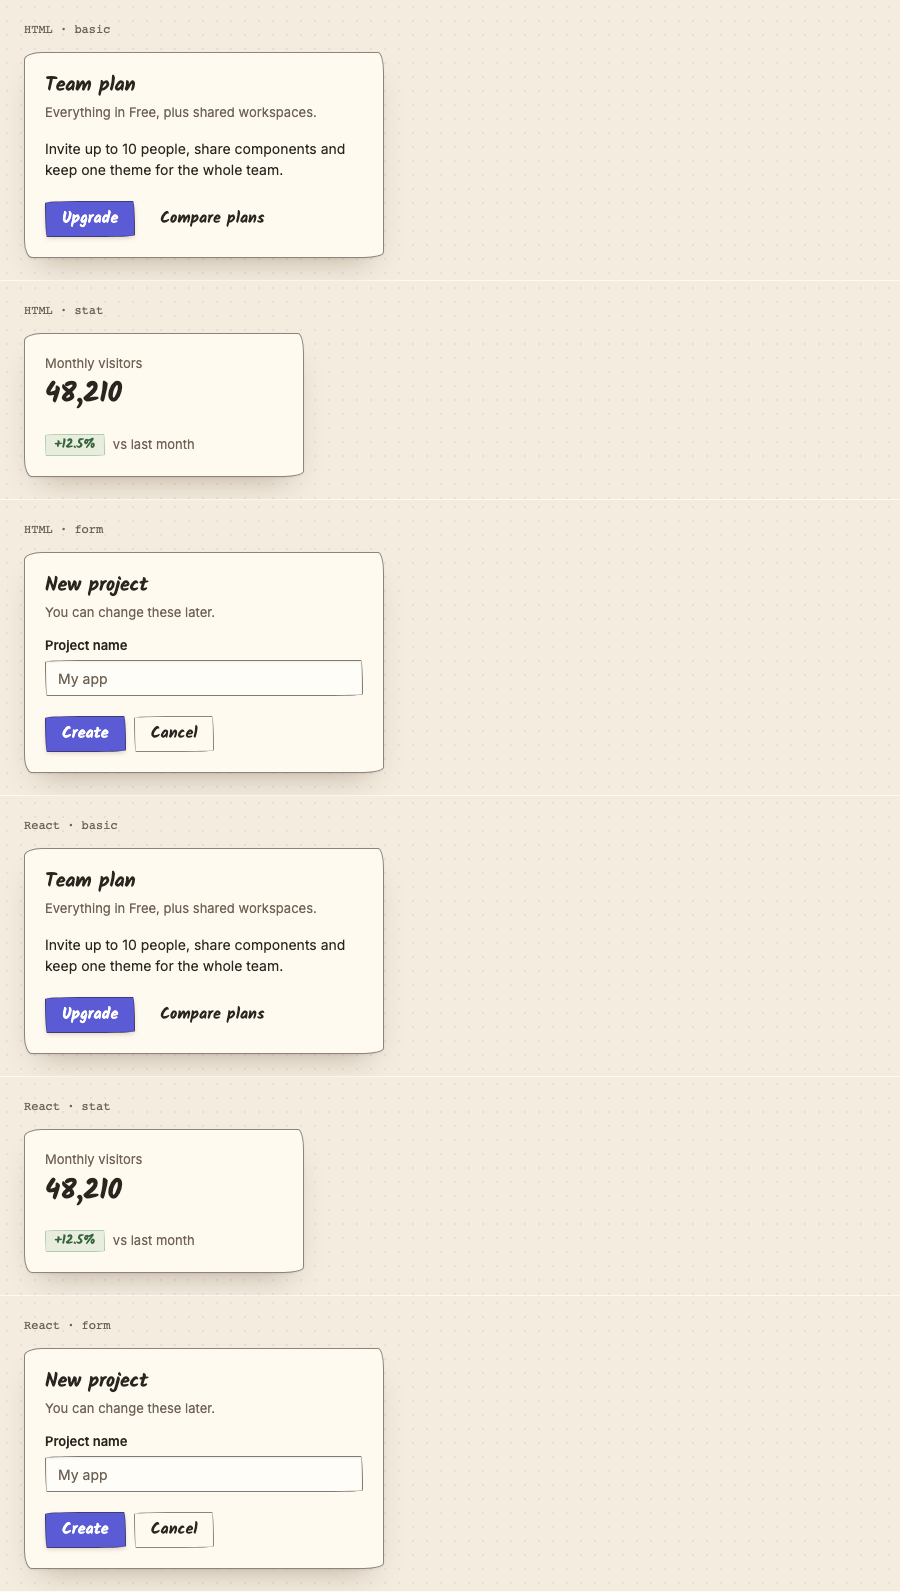 HTML · basic
Team plan
Everything in Free, plus shared workspaces.
Invite up to 10 people, share components and
keep one theme for the whole team.
Upgrade Compare plans
HTML · stat
Monthly visitors
48,210
+12.5% vs last month
HTML · form
New project
You can change these later.
Project name
My app
Create Cancel
React · basic
Team plan
Everything in Free, plus shared workspaces.
Invite up to 10 people, share components and
keep one theme for the whole team.
Upgrade Compare plans
React · stat
Monthly visitors
48,210
+12.5% vs last month
React · form
New project
You can change these later.
Project name
My app
Create Cancel